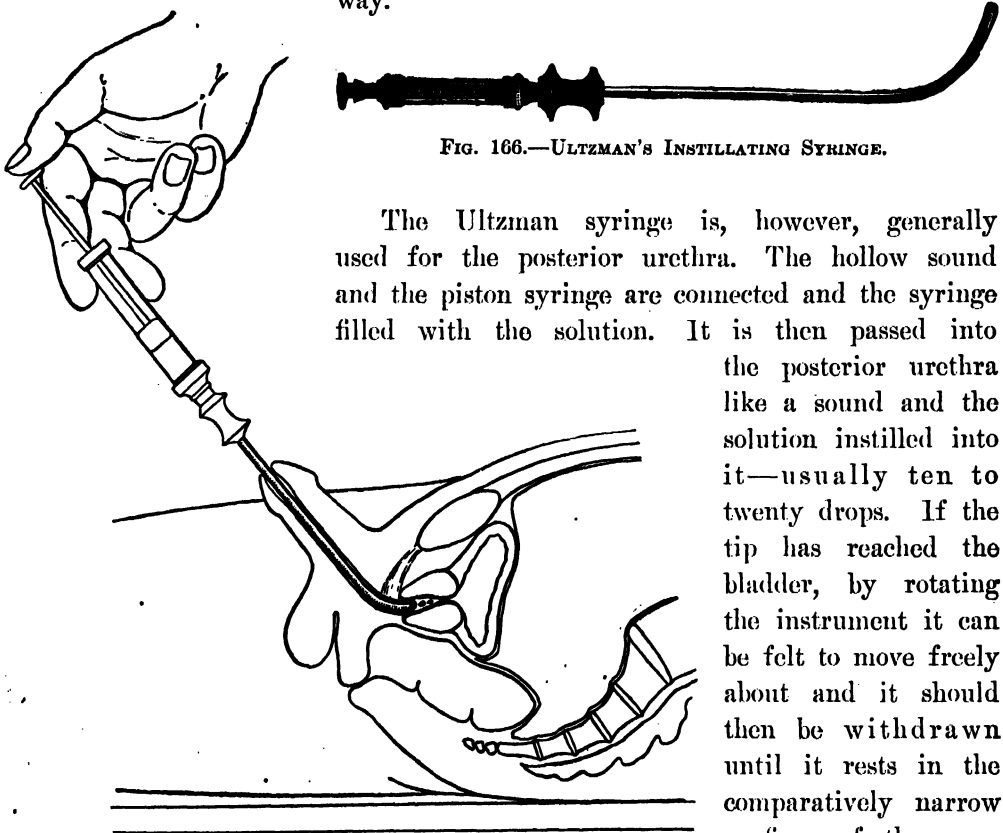 way.
FIG. 166.—ULTZMAN'S INSTILLATING SYRINGE.
The Ultzman syringe is, however, generally
used for the posterior urethra. The hollow sound
and the piston syringe are connected and the syringe
filled with the solution. It is then passed into
the posterior urethra
like a sound and the
solution instilled into
it—usually ten to
twenty drops. If the
tip has reached the
bladder, by rotating
the instrument it can
be felt to move freely
about and it should
then be withdrawn
until it rests in the
comparatively narrow